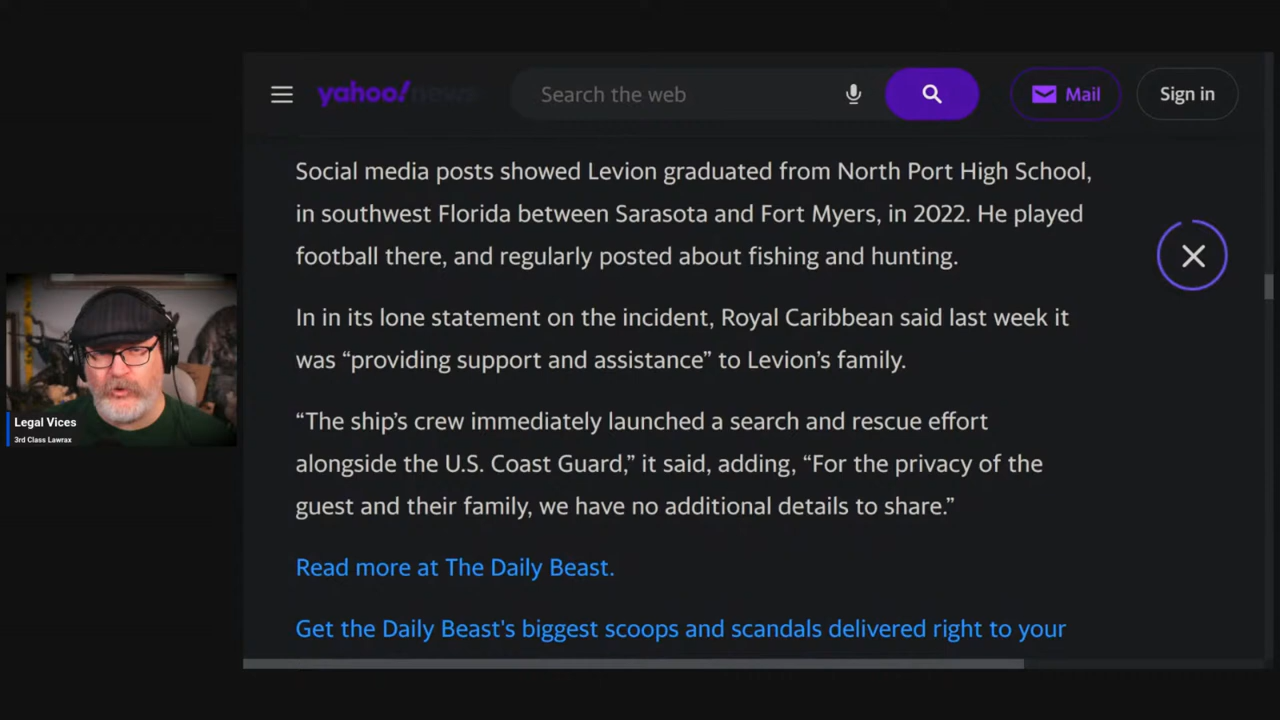 yahoo!news
Search the web
Mail
Sign in
Social media posts showed Levion graduated from North Port High School,
in southwest Florida between Sarasota and Fort Myers, in 2022. He played
football there, and regularly posted about fishing and hunting.
In in its lone statement on the incident, Royal Caribbean said last week it
was “providing support and assistance” to Levion’s family.
“The ship’s crew immediately launched a search and rescue effort
alongside the U.S. Coast Guard,” it said, adding, “For the privacy of the
guest and their family, we have no additional details to share.”
Read more at The Daily Beast.
Get the Daily Beast's biggest scoops and scandals delivered right to your
Legal Vices
3rd Class Lawrax